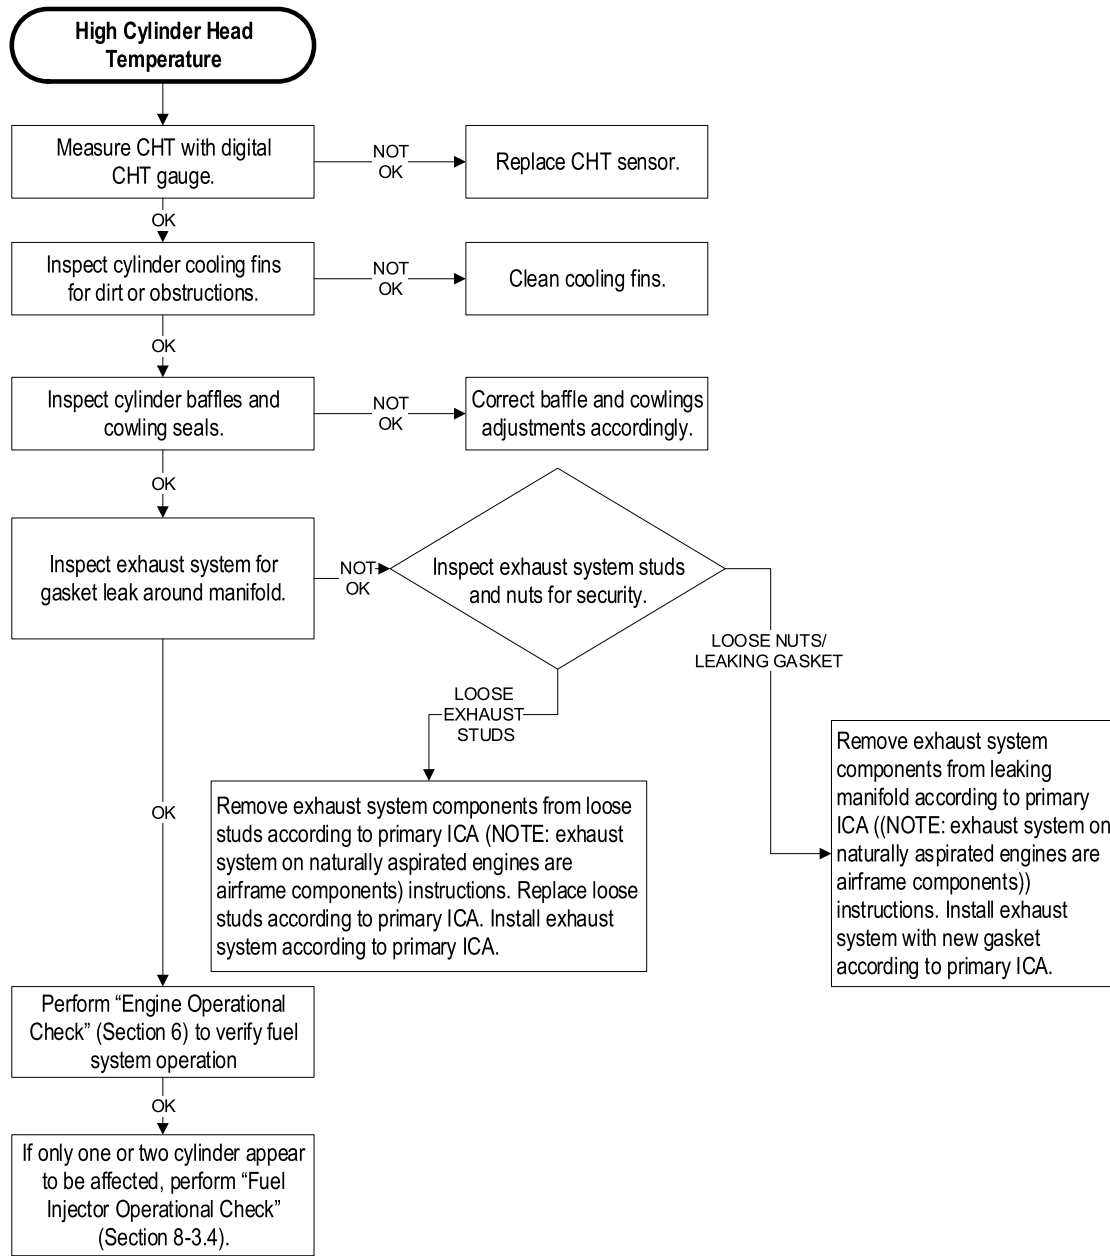 High Cylinder Head
Temperature
Measure CHT with digital
CHT gauge.
NOT
OK
Replace CHT sensor.
OK
Inspect cylinder cooling fins
for dirt or obstructions.
NOT
OK
Clean cooling fins.
OK
Inspect cylinder baffles and
cowling seals.
NOT
OK
Correct baffle and cowlings
adjustments accordingly.
OK
Inspect exhaust system for
gasket leak around manifold.
NOT
OK
Inspect exhaust system studs
and nuts for security.
LOOSE NUTS/
LEAKING GASKET
LOOSE
EXHAUST
STUDS
Remove exhaust system
components from leaking
manifold according to primary
ICA ((NOTE: exhaust system on
naturally aspirated engines are
airframe components))
instructions. Install exhaust
system with new gasket
according to primary ICA.
Remove exhaust system components from loose
studs according to primary ICA (NOTE: exhaust
system on naturally aspirated engines are
airframe components) instructions. Replace loose
studs according to primary ICA. Install exhaust
system according to primary ICA.
OK
Perform “Engine Operational
Check” (Section 6) to verify fuel
system operation
OK
If only one or two cylinder appear
to be affected, perform “Fuel
Injector Operational Check”
(Section 8-3.4).